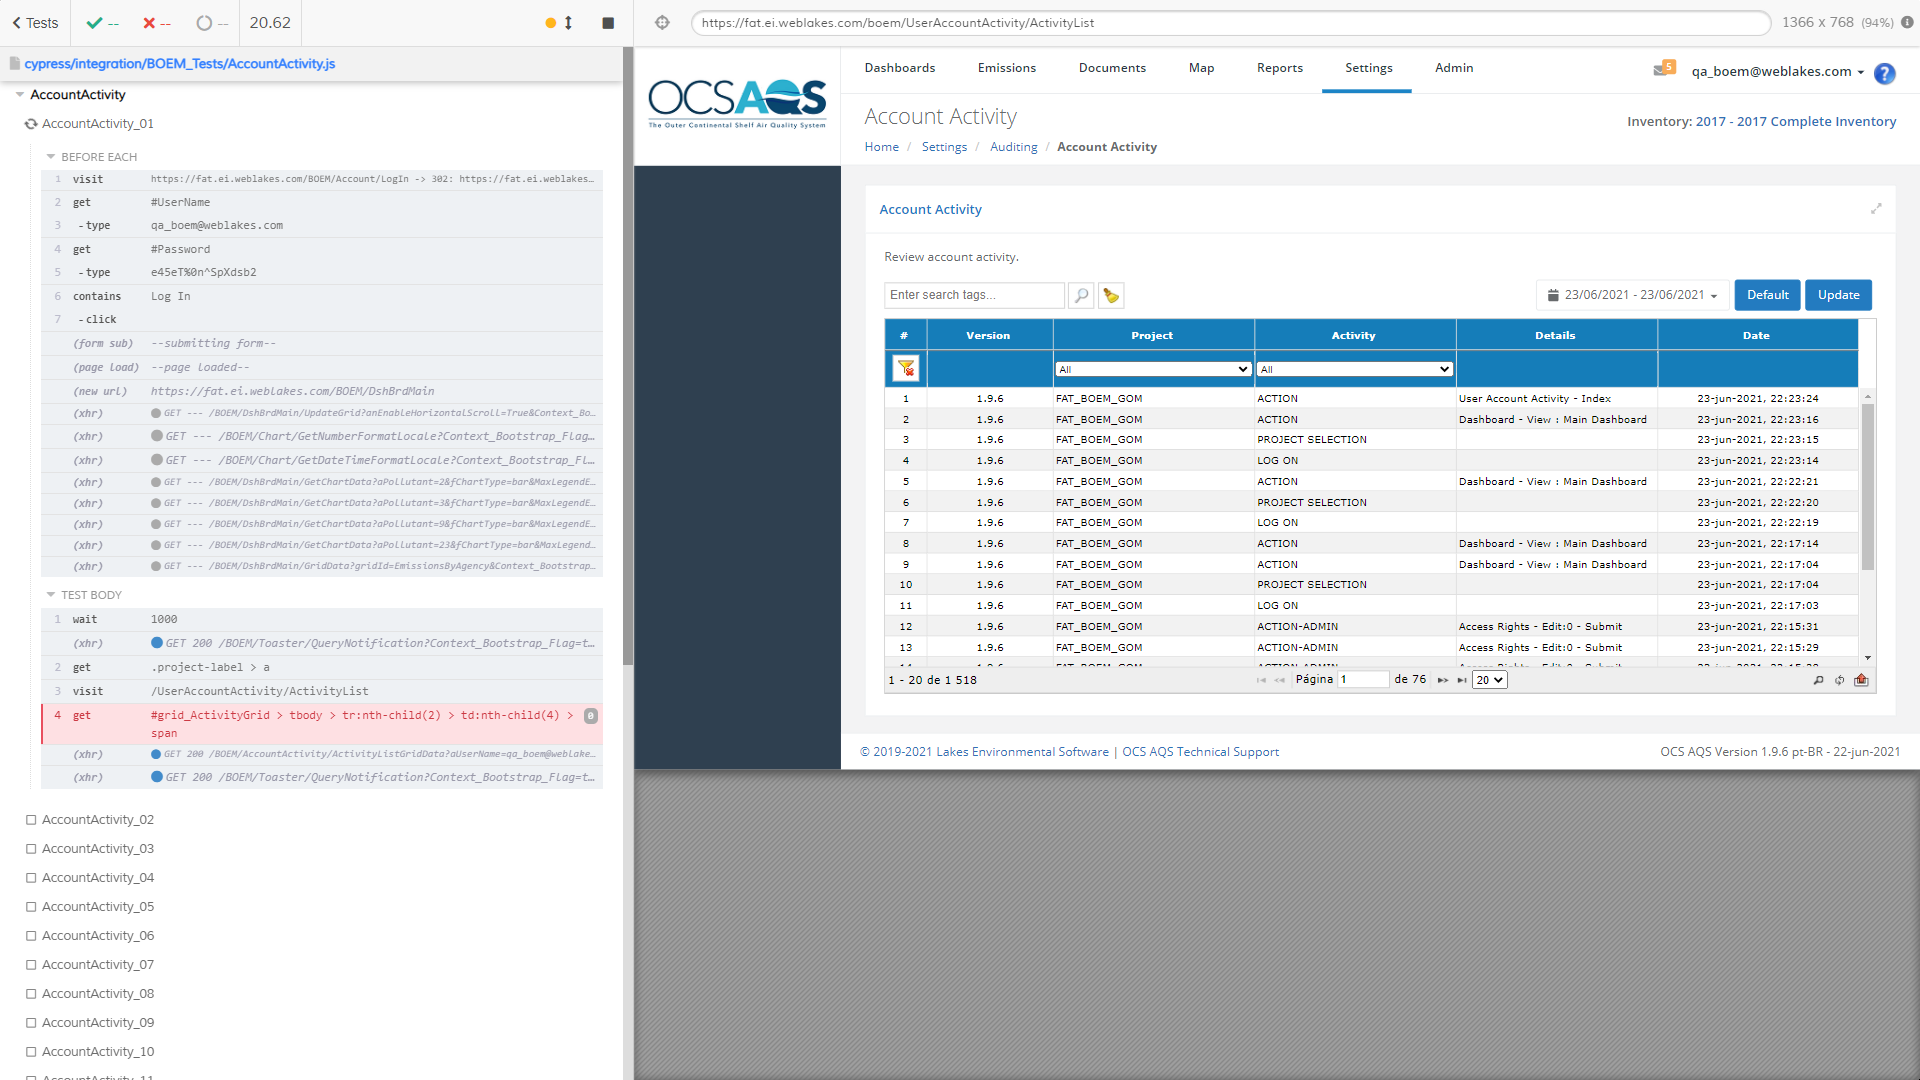 Tests
--
--
--
20.62
cypress/integration/BOEM_Tests/AccountActivity.js
AccountActivity
AccountActivity_01
BEFORE EACH
1 visit https://fat.ei.weblakes.com/BOEM/Account/LogIn -> 302: https://fat.ei.weblakes...
2 get #UserName
3 - type qa_boem@weblakes.com
4 get #Password
5 - type e45eT%0n^SpXdsb2
6 contains Log In
7 - click
(form sub) --submitting form--
(page load) --page loaded--
(new url) https://fat.ei.weblakes.com/BOEM/DshBrdMain
(xhr) GET --- /BOEM/DshBrdMain/UpdateGrid?anEnableHorizontalScroll=True&Context_Bo...
(xhr) GET --- /BOEM/Chart/GetNumberFormatLocale?Context_Bootstrap_Flag...
(xhr) GET --- /BOEM/Chart/GetDateTimeFormatLocale?Context_Bootstrap_Fl...
(xhr) GET --- /BOEM/DshBrdMain/GetChartData?aPollutant=2&fChartType=bar&MaxLegendE...
(xhr) GET --- /BOEM/DshBrdMain/GetChartData?aPollutant=3&fChartType=bar&MaxLegendE...
(xhr) GET --- /BOEM/DshBrdMain/GetChartData?aPollutant=9&fChartType=bar&MaxLegendE...
(xhr) GET --- /BOEM/DshBrdMain/GetChartData?aPollutant=23&fChartType=bar&MaxLegend...
(xhr) GET --- /BOEM/DshBrdMain/GridData?gridId=EmissionsByAgency&Context_Bootstrap...
TEST BODY
1 wait 1000
(xhr) GET 200 /BOEM/Toaster/QueryNotification?Context_Bootstrap_Flag=t...
2 get .project-label > a
3 visit /UserAccountActivity/ActivityList
4 get #grid_ActivityGrid > tbody > tr:nth-child(2) > td:nth-child(4) > 0
span
(xhr) GET 200 /BOEM/AccountActivity/ActivityListGridData?aUserName=qa_boem@weblake...
(xhr) GET 200 /BOEM/Toaster/QueryNotification?Context_Bootstrap_Flag=t...
AccountActivity_02
AccountActivity_03
AccountActivity_04
AccountActivity_05
AccountActivity_06
AccountActivity_07
AccountActivity_08
AccountActivity_09
AccountActivity_10
AccountActivity_11
https://fat.ei.weblakes.com/boem/UserAccountActivity/ActivityList
1366 x 768 (94%)
OCSAQS
The Outer Continental Shelf Air Quality System
Dashboards Emissions Documents Map Reports Settings Admin
5 qa_boem@weblakes.com ?
Account Activity
Inventory: 2017 - 2017 Complete Inventory
Home / Settings / Auditing / Account Activity
Account Activity
Review account activity.
Enter search tags...
23/06/2021 - 23/06/2021 Default Update
# Version Project Activity Details Date
All All
1 1.9.6 FAT_BOEM_GOM ACTION User Account Activity - Index 23-jun-2021, 22:23:24
2 1.9.6 FAT_BOEM_GOM ACTION Dashboard - View : Main Dashboard 23-jun-2021, 22:23:16
3 1.9.6 FAT_BOEM_GOM PROJECT SELECTION 23-jun-2021, 22:23:15
4 1.9.6 FAT_BOEM_GOM LOG ON 23-jun-2021, 22:23:14
5 1.9.6 FAT_BOEM_GOM ACTION Dashboard - View : Main Dashboard 23-jun-2021, 22:22:21
6 1.9.6 FAT_BOEM_GOM PROJECT SELECTION 23-jun-2021, 22:22:20
7 1.9.6 FAT_BOEM_GOM LOG ON 23-jun-2021, 22:22:19
8 1.9.6 FAT_BOEM_GOM ACTION Dashboard - View : Main Dashboard 23-jun-2021, 22:17:14
9 1.9.6 FAT_BOEM_GOM ACTION Dashboard - View : Main Dashboard 23-jun-2021, 22:17:04
10 1.9.6 FAT_BOEM_GOM PROJECT SELECTION 23-jun-2021, 22:17:04
11 1.9.6 FAT_BOEM_GOM LOG ON 23-jun-2021, 22:17:03
12 1.9.6 FAT_BOEM_GOM ACTION-ADMIN Access Rights - Edit:0 - Submit 23-jun-2021, 22:15:31
13 1.9.6 FAT_BOEM_GOM ACTION-ADMIN Access Rights - Edit:0 - Submit 23-jun-2021, 22:15:29
1 - 20 de 1 518 Página 1 de 76 20
© 2019-2021 Lakes Environmental Software | OCS AQS Technical Support
OCS AQS Version 1.9.6 pt-BR - 22-jun-2021